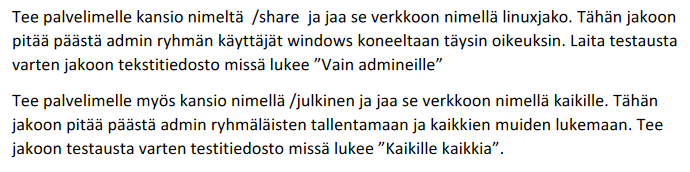 Tee palvelimelle kansio nimeltä  /share  ja jaa se verkkoon nimellä linuxjako. Tähän jakoon
pitää päästä admin ryhmän käyttäjät windows koneeltaan täysin oikeuksin. Laita testausta
varten jakoon tekstitiedosto missä lukee ”Vain admineille”
Tee palvelimelle myös kansio nimellä /julkinen ja jaa se verkkoon nimellä kaikille. Tähän
jakoon pitää päästä admin ryhmäläisten tallentamaan ja kaikkien muiden lukemaan. Tee
jakoon testausta varten testitiedosto missä lukee ”Kaikille kaikkia”.